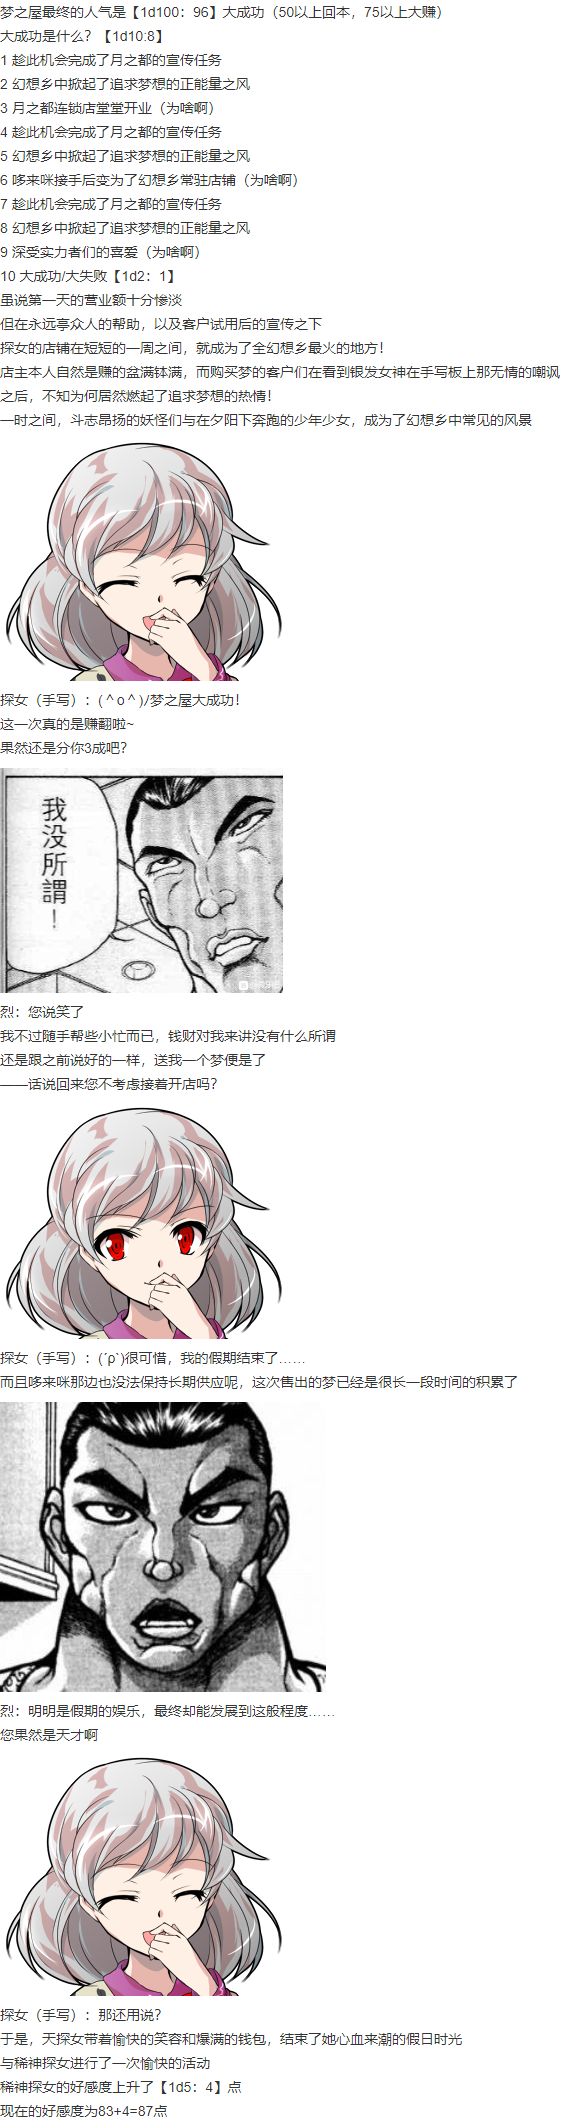 梦之屋最终的人气是【1d100：96】大成功（50以上回本，75以上大赚）
大成功是什么？【1d10:8】
1 趁此机会完成了月之都的宣传任务
2 幻想乡中掀起了追求梦想的正能量之风
3 月之都连锁店堂堂开业（为啥啊）
4 趁此机会完成了月之都的宣传任务
5 幻想乡中掀起了追求梦想的正能量之风
6 哆来咪接手后变为了幻想乡常驻店铺（为啥啊）
7 趁此机会完成了月之都的宣传任务
8 幻想乡中掀起了追求梦想的正能量之风
9 深受实力者们的喜爱（为啥啊）
10 大成功/大失败【1d2：1】
虽说第一天的营业额十分惨淡
但在永远亭众人的帮助，以及客户试用后的宣传之下
探女的店铺在短短的一周之间，就成为了全幻想乡最火的地方！
店主本人自然是赚的盆满钵满，而购买梦的客户们在看到银发女神在手写板上那无情的嘲讽
之后，不知为何居然燃起了追求梦想的热情！
一时之间，斗志昂扬的妖怪们与在夕阳下奔跑的少年少女，成为了幻想乡中常见的风景
探女（手写）：(＾o＾)/梦之屋大成功！
这一次真的是赚翻啦~
果然还是分你3成吧？
我没所謂！
烈：您说笑了
我不过随手帮些小忙而已，钱财对我来讲没有什么所谓
还是跟之前说好的一样，送我一个梦便是了
——话说回来您不考虑接着开店吗？
探女（手写）：(´ρ`)很可惜，我的假期结束了……
而且哆来咪那边也没法保持长期供应呢，这次售出的梦已经是很长一段时间的积累了
烈：明明是假期的娱乐，最终却能发展到这般程度……
您果然是天才啊
探女（手写）：那还用说？
于是，天探女带着愉快的笑容和爆满的钱包，结束了她心血来潮的假日时光
与稀神探女进行了一次愉快的活动
稀神探女的好感度上升了【1d5：4】点
现在的好感度为83+4=87点